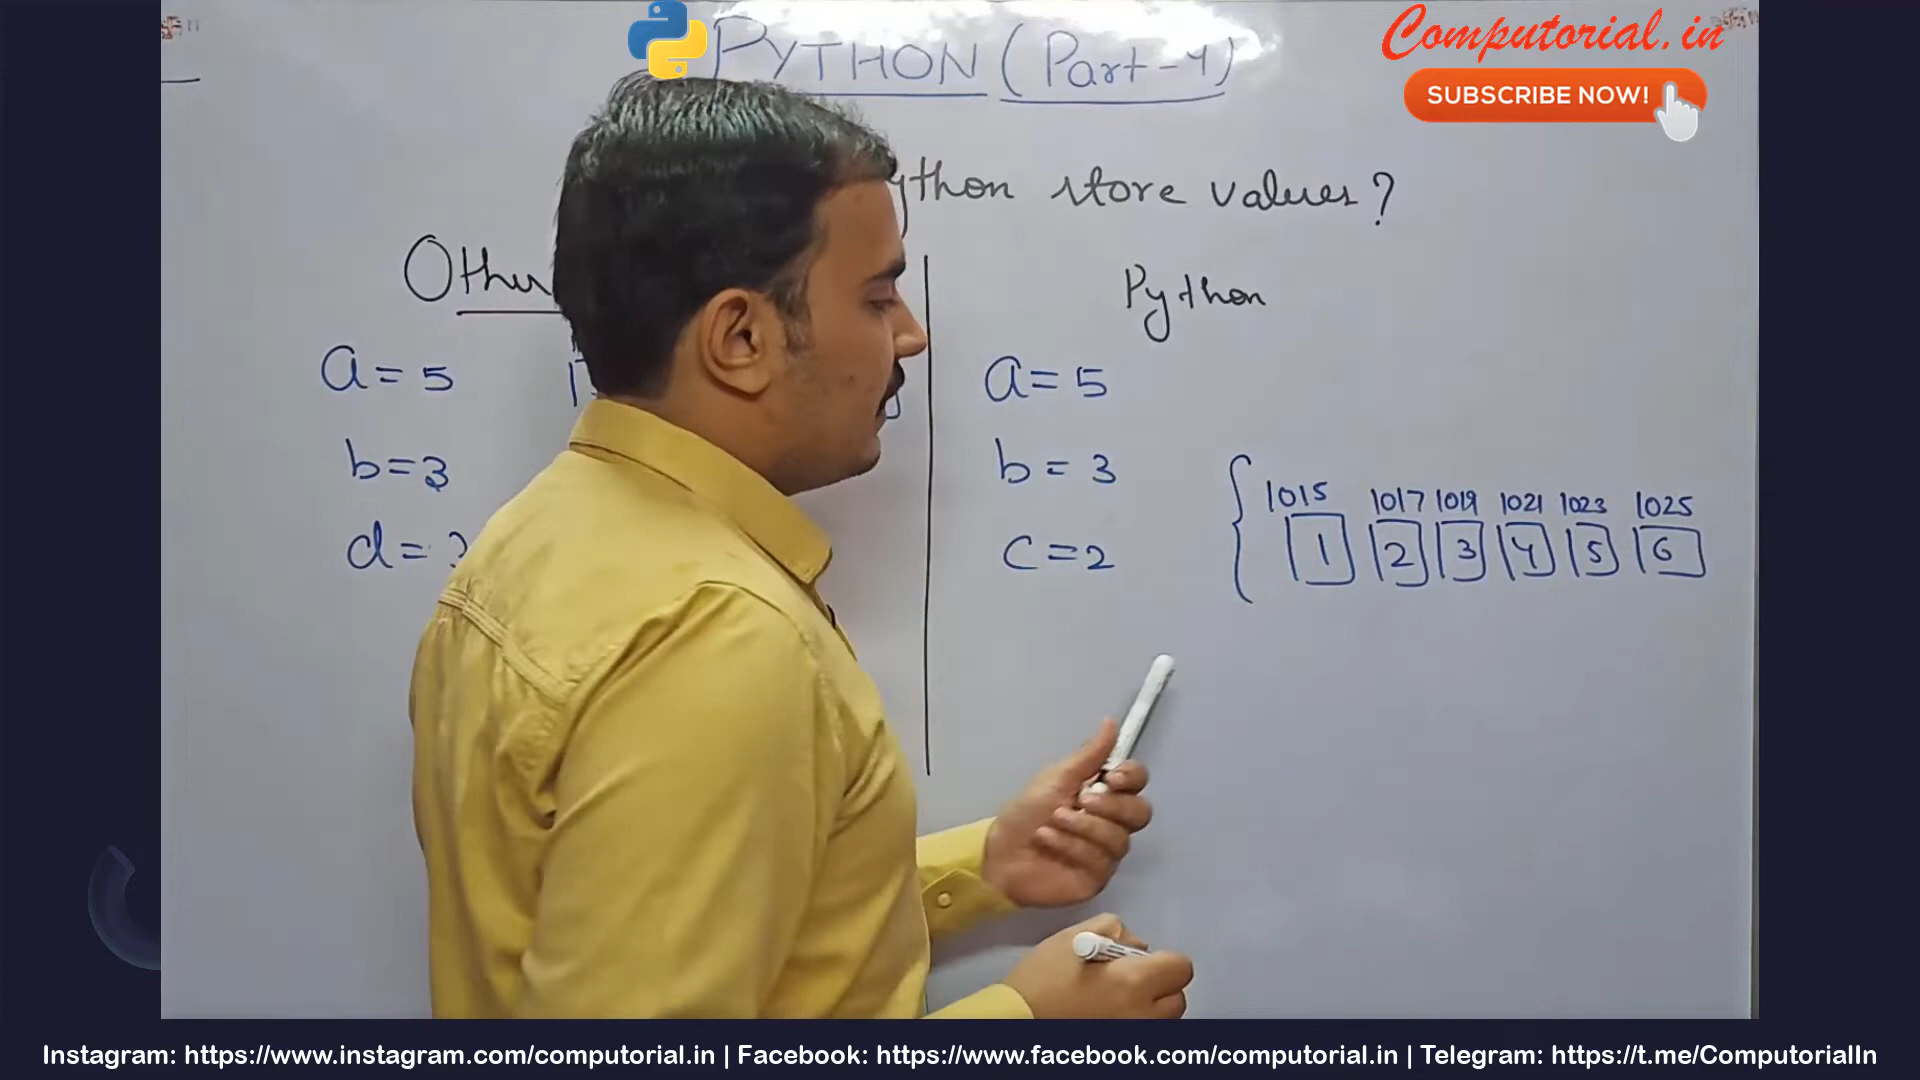 PYTHON (Part-4)
Computorial.in
SUBSCRIBE NOW!
ython store values?
Othe
Python
a = 5
a = 5
b = 3
b = 3
1015 1017 1019 1021 1023 1025
d = ?
c = 2
1 2 3 4 5 6
Instagram: https://www.instagram.com/computorial.in | Facebook: https://www.facebook.com/computorial.in | Telegram: https://t.me/ComputorialIn